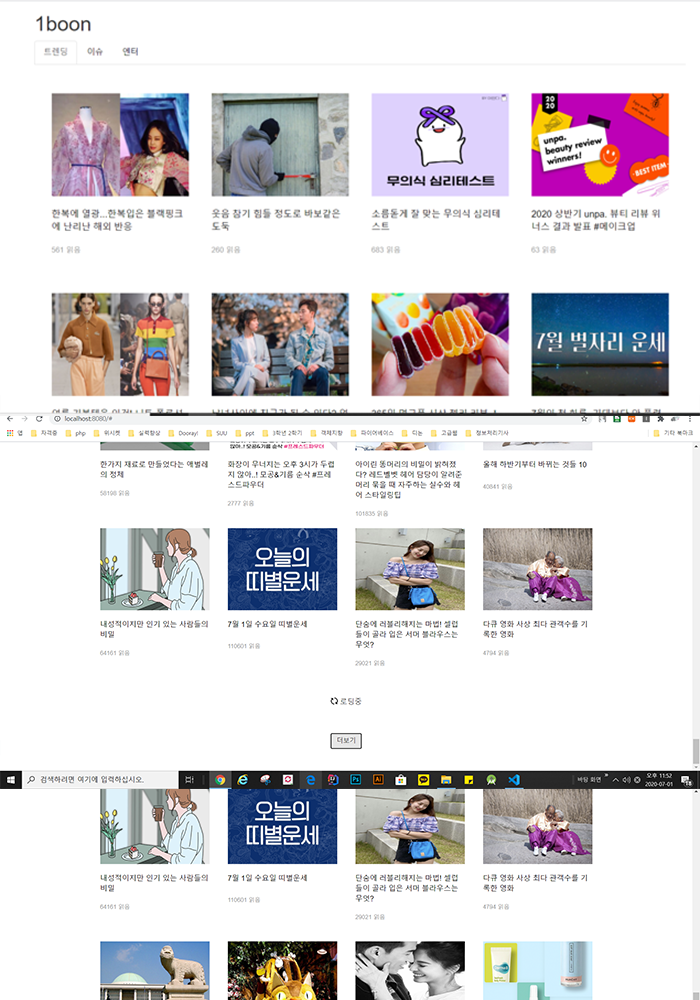 1boon
트렌딩 이슈 엔터
무의식 심리테스트
2020
unpa.
beauty review
winners!
BEST ITEM
한복에 열광...한복입은 블랙핑크
에 난리난 해외 반응
561 읽음
웃음 참기 힘들 정도로 바보같은
도둑
260 읽음
소름돋게 잘 맞는 무의식 심리테
스트
683 읽음
2020 상반기 unpa. 뷰티 리뷰 위
너스 결과 발표 #메이크업
63 읽음
7월 별자리 운세
localhost:8080/#
앱 자격증 php 위시켓 실력향상 Dooray! SUU ppt 3학년 2학기 객체지향 파이어베이스 디논 고급웹 정보처리기사 기타 북마크
한가지 재료로 만들었다는 애벌레
의 정체
58198 읽음
화장이 무너지는 오후 3시가 두렵
지 않아..! 모공&기름 순삭 #프레
스드파우더
2777 읽음
아이린 똥머리의 비밀이 밝혀졌
다? 레드벨벳 헤어 담당이 알려준
머리 묶을 때 자주하는 실수와 헤
어 스타일링팁
101835 읽음
올해 하반기부터 바뀌는 것들 10
40841 읽음
오늘의
띠별운세
내성적이지만 인기 있는 사람들의
비밀
64161 읽음
7월 1일 수요일 띠별운세
110601 읽음
단숨에 러블리해지는 마법! 셀럽
들이 골라 입은 서머 블라우스는
무엇?
29021 읽음
다큐 영화 사상 최다 관객수를 기
록한 영화
4794 읽음
로딩중
더보기
검색하려면 여기에 입력하십시오.
바탕 화면
오후 11:52
2020-07-01
오늘의
띠별운세
내성적이지만 인기 있는 사람들의
비밀
64161 읽음
7월 1일 수요일 띠별운세
110601 읽음
단숨에 러블리해지는 마법! 셀럽
들이 골라 입은 서머 블라우스는
무엇?
29021 읽음
다큐 영화 사상 최다 관객수를 기
록한 영화
4794 읽음